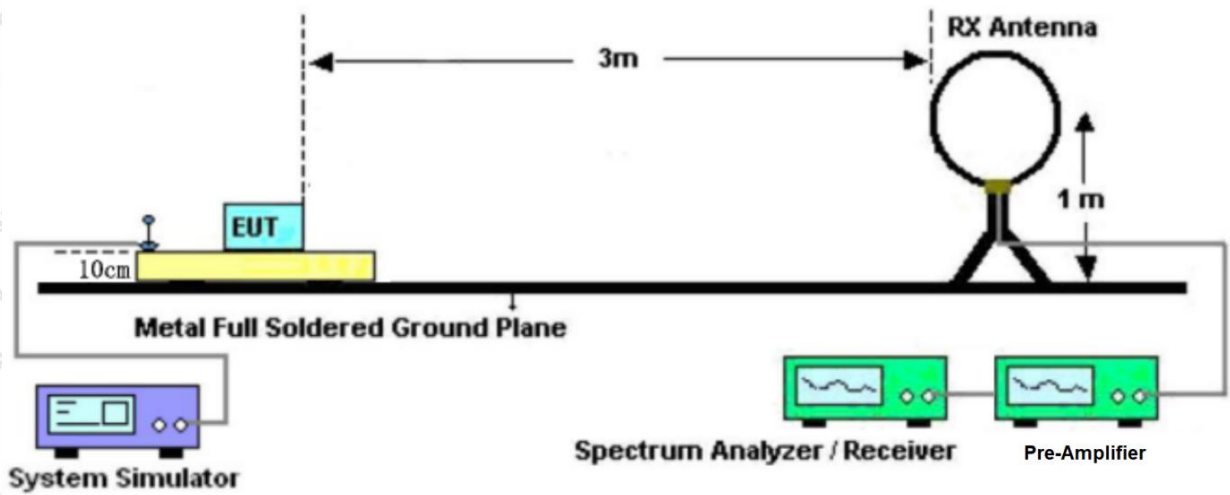 RX Antenna
3m
1 m
EUT
10cm
Metal Full Soldered Ground Plane
Spectrum Analyzer / Receiver
Pre-Amplifier
System Simulator